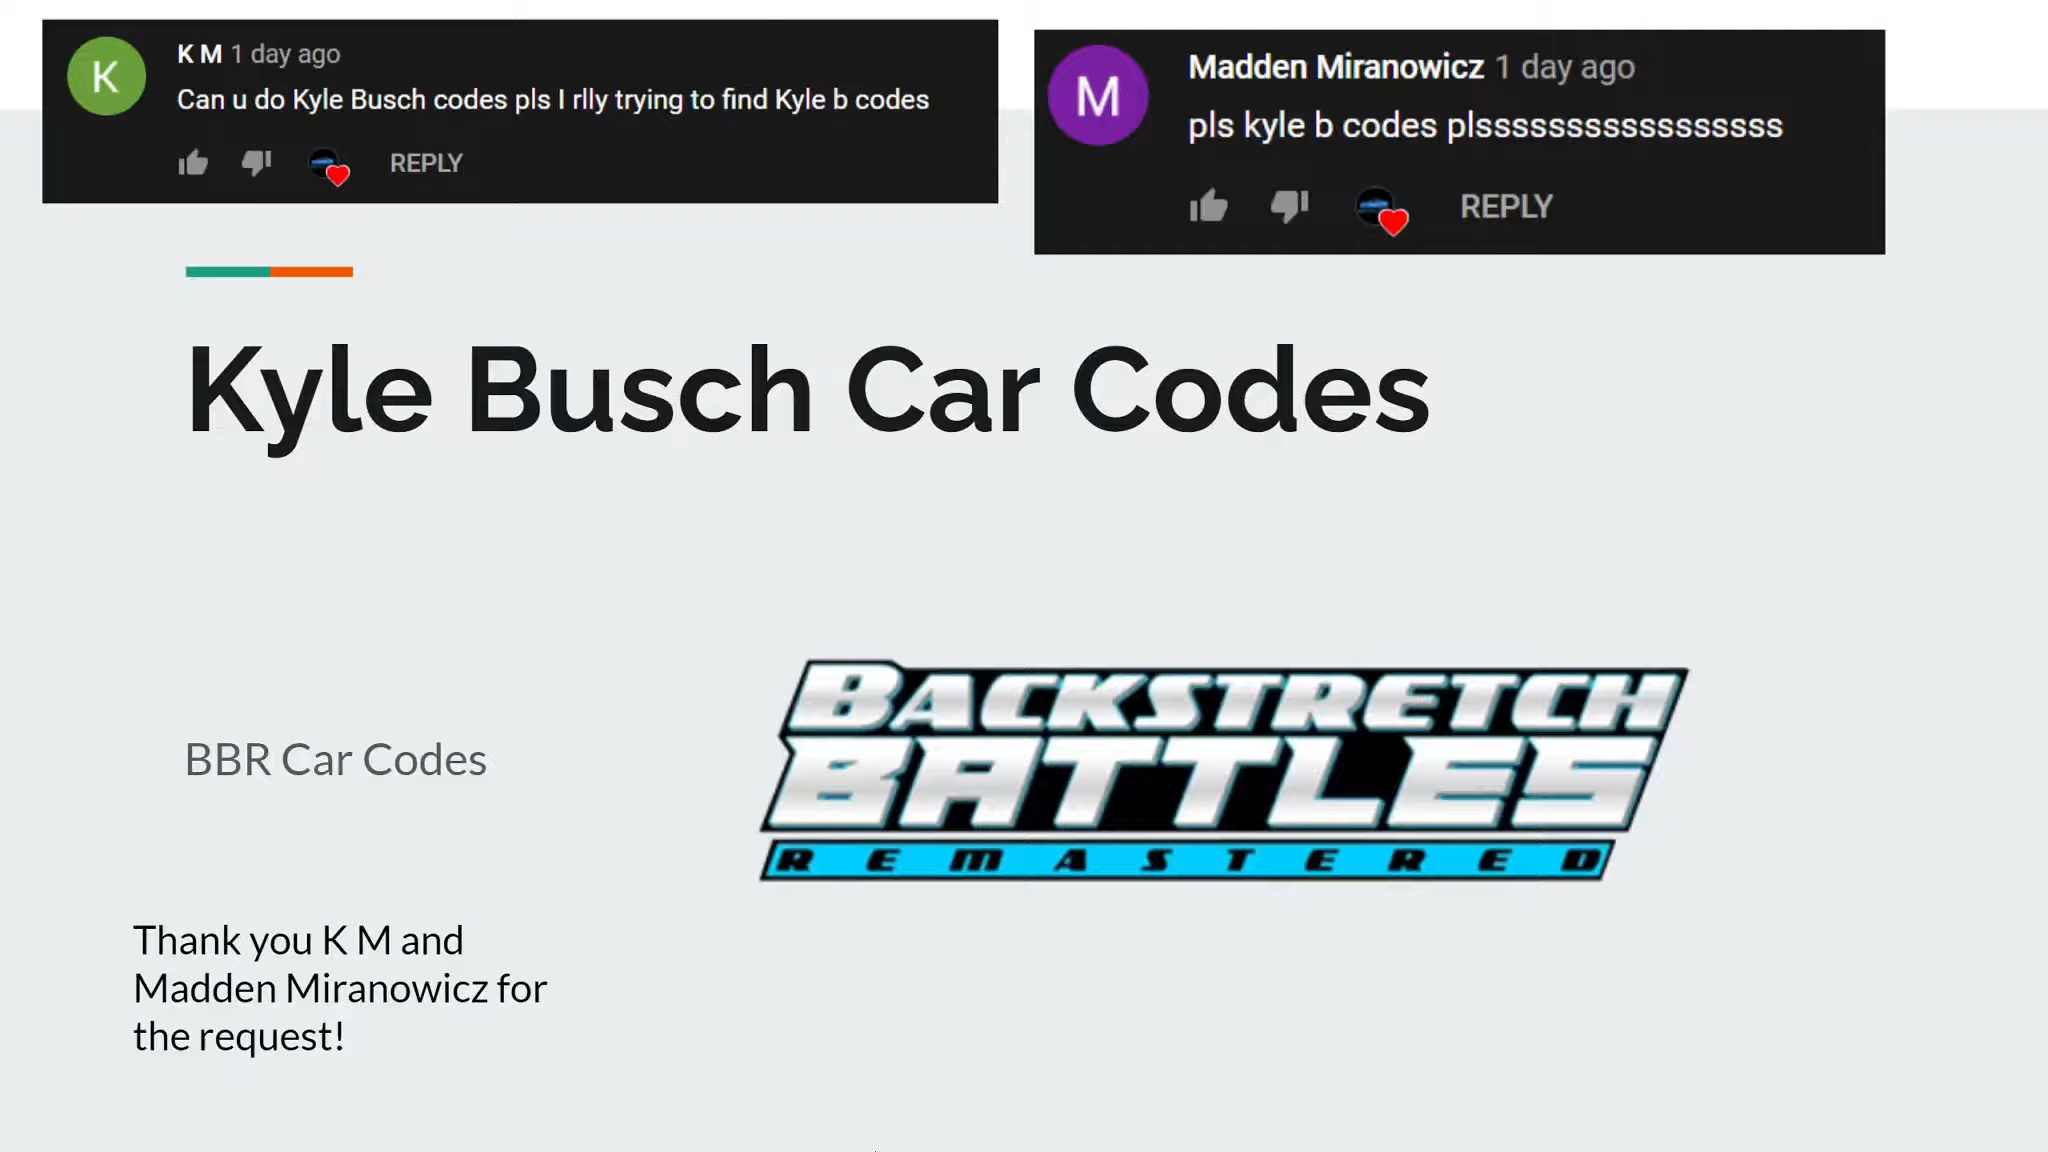 K
K M 1 day ago
Can u do Kyle Busch codes pls I rlly trying to find Kyle b codes
REPLY
M
Madden Miranowicz 1 day ago
pls kyle b codes plsssssssssssssssss
REPLY
Kyle Busch Car Codes
BBR Car Codes
BACKSTRETCH
BATTLES
REMASTERED
Thank you K M and
Madden Miranowicz for
the request!